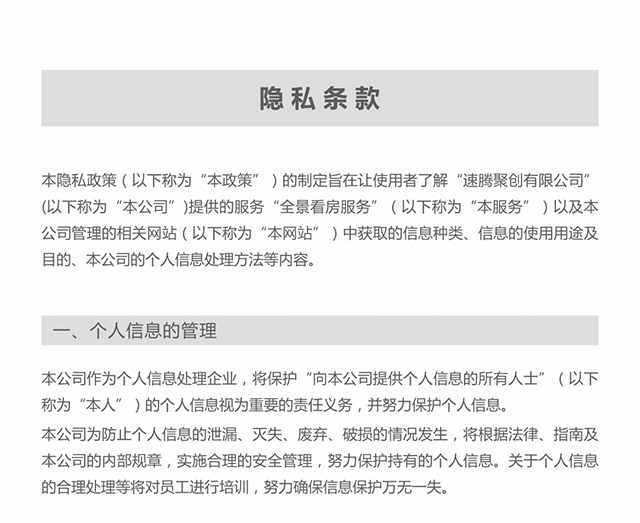 隐私条款
本隐私政策（以下称为“本政策”）的制定旨在让使用者了解“速腾聚创有限公司”
(以下称为“本公司”)提供的服务“全景看房服务”（以下称为“本服务”）以及本
公司管理的相关网站（以下称为“本网站”）中获取的信息种类、信息的使用用途及
目的、本公司的个人信息处理方法等内容。
一、个人信息的管理
本公司作为个人信息处理企业，将保护“向本公司提供个人信息的所有人士”（以下
称为“本人”）的个人信息视为重要的责任义务，并努力保护个人信息。
本公司为防止个人信息的泄漏、灭失、废弃、破损的情况发生，将根据法律、指南及
本公司的内部规章，实施合理的安全管理，努力保护持有的个人信息。关于个人信息
的合理处理等将对员工进行培训，努力确保信息保护万无一失。